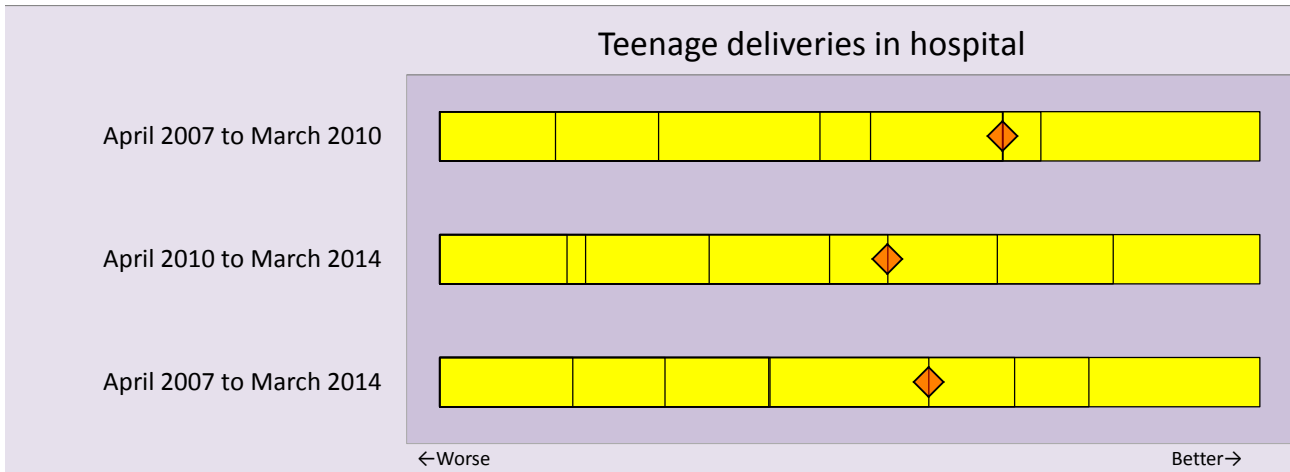 Teenage deliveries in hospital
April 2007 to March 2010
April 2010 to March 2014
April 2007 to March 2014
←Worse
Better→